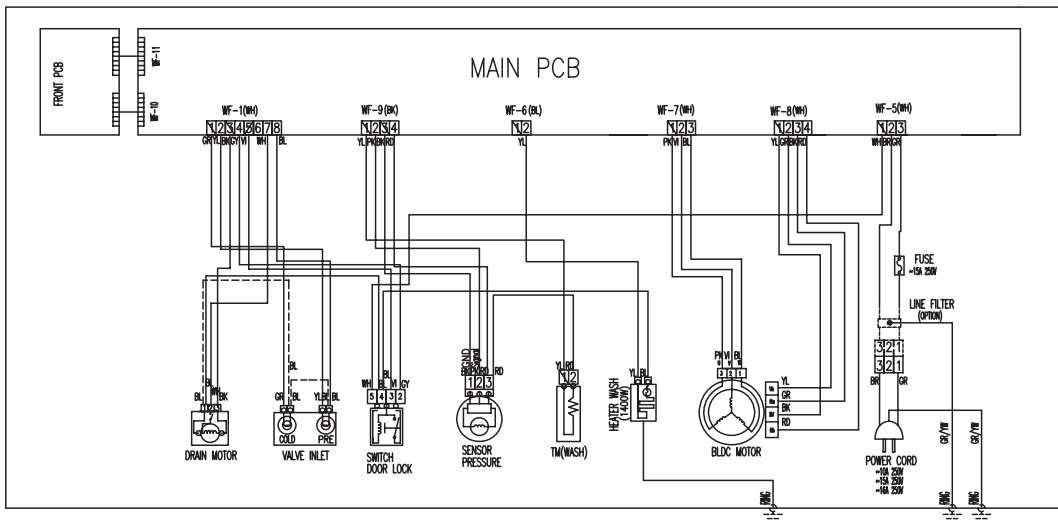 MAIN PCB
FRONT PCB
WF-11
WF-10
WF-1(WH)
WF-9(BK)
WF-6(BL)
WF-7(WH)
WF-8(WH)
WF-5(WH)
1 2 3 4 5 6 7 8
1 2 3 4
1 2
1 2 3
1 2 3 4
1 2 3
GR YL BK GY VI WH BL
YL PK BK RD
YL
PK VI BL
YL GR BK RD
WH BR GR
FUSE
~15A 250V
LINE FILTER
(OPTION)
3 2 1
3 2 1
BR GR
BL
BL WH BK
BL
GR BL
YL BL BL
COLD PRE
DRAIN MOTOR
VALVE INLET
BL
WH BL VI GY
5 4 3 2
SWITCH
DOOR LOCK
GND
Signal
BK PK RD RD
1 2 3
SENSOR
PRESSURE
YL RD
1 2
TM(WASH)
YL BL
HEATER WASH
(1400W)
PK VI BL
3 2 1
BLDC MOTOR
YL
GR
BK
RD
POWER CORD
~10A 250V
~15A 250V
~16A 250V
GR/YW
GR/YW
RING
RING
RING